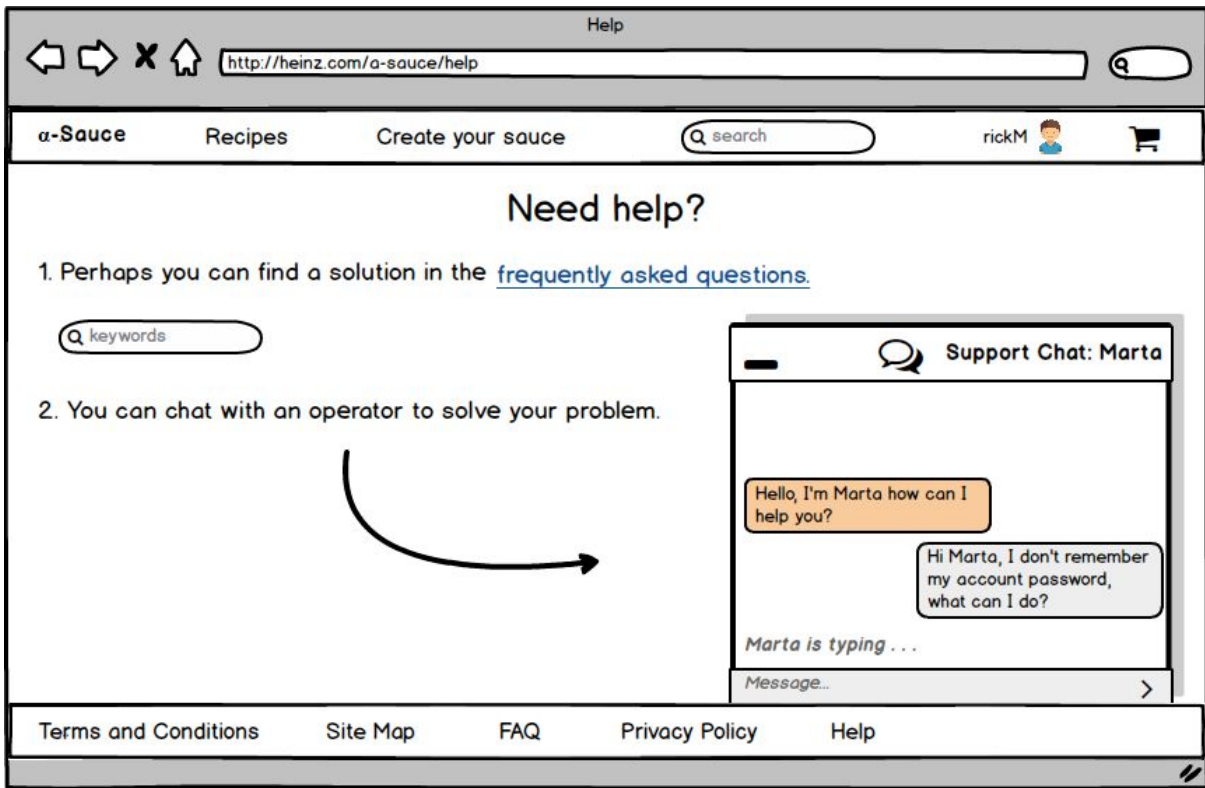 Help
http://heinz.com/a-sauce/help
α-Sauce Recipes Create your sauce search rickM
Need help?
1. Perhaps you can find a solution in the frequently asked questions.
keywords
2. You can chat with an operator to solve your problem.
Support Chat: Marta
Hello, I'm Marta how can I
help you?
Hi Marta, I don't remember
my account password,
what can I do?
Marta is typing . . .
Message...
Terms and Conditions Site Map FAQ Privacy Policy Help